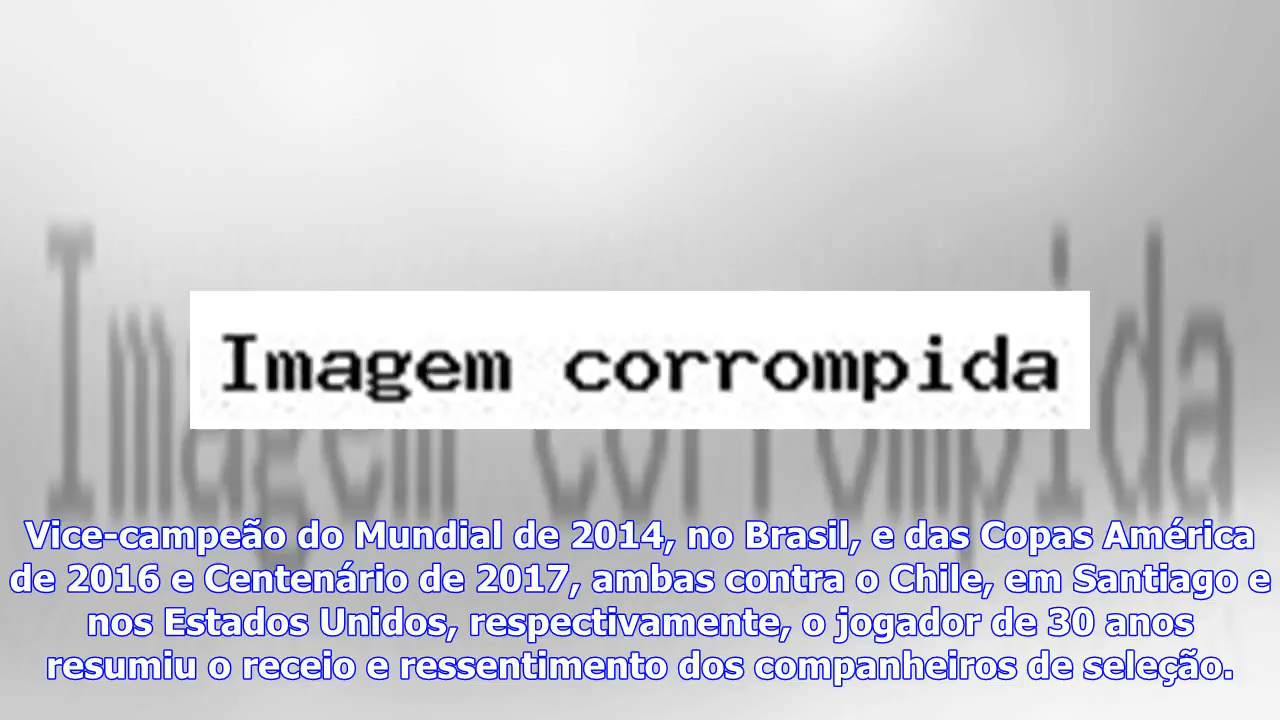 Imagem corrompida
Vice-campeão do Mundial de 2014, no Brasil, e das Copas América
de 2016 e Centenário de 2017, ambas contra o Chile, em Santiago e
nos Estados Unidos, respectivamente, o jogador de 30 anos
resumiu o receio e ressentimento dos companheiros de seleção.